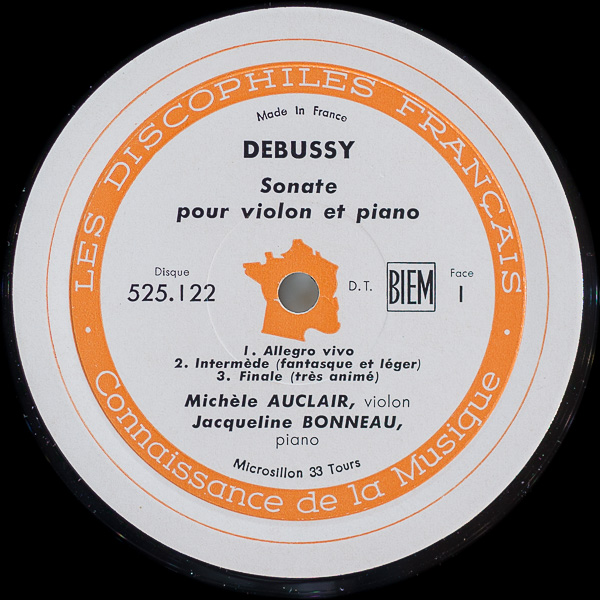 LES DISCOPHILES FRANÇAIS
Made in France
DEBUSSY
Sonate
pour violon et piano
Disque
525.122
D.T.
BIEM
Face
1
1. Allegro vivo
2. Intermède (fantasque et léger)
3. Finale (très animé)
Michèle AUCLAIR, violon
Jacqueline BONNEAU,
piano
Microsillon 33 Tours
· Connaissance de la Musique ·